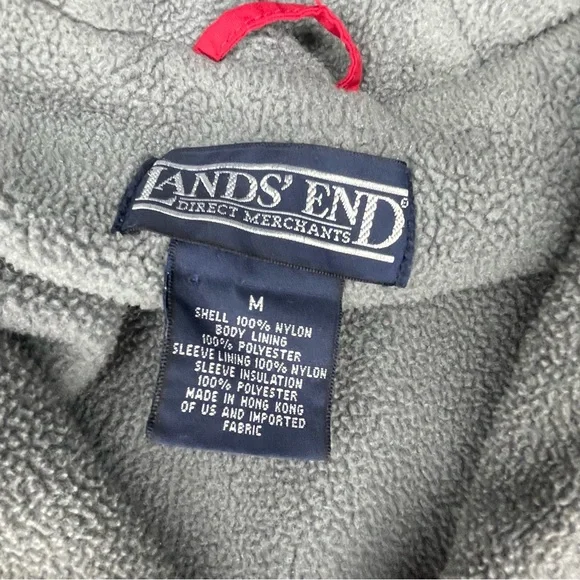 LANDS' END®
DIRECT MERCHANTS
M
SHELL 100% NYLON
BODY LINING
100% POLYESTER
SLEEVE LINING 100% NYLON
SLEEVE INSULATION
100% POLYESTER
MADE IN HONG KONG
OF US AND IMPORTED
FABRIC